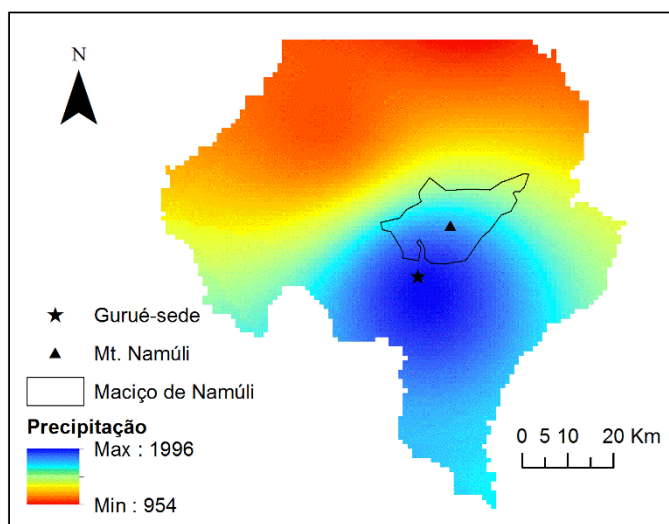 N
Gurué-sede
Mt. Namúli
Maciço de Namúli
Precipitação
Max : 1996
Min : 954
0 5 10 20 Km